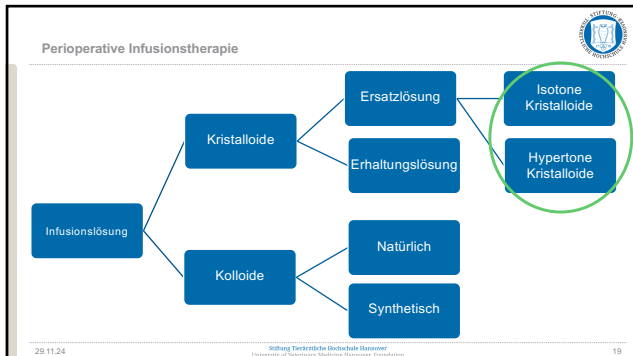 Perioperative Infusionstherapie
Ersatzlösung
Isotone
Kristalloide
Kristalloide
Erhaltungslösung
Hypertone
Kristalloide
Infusionslösung
Natürlich
Kolloide
Synthetisch
29.11.24
Stiftung Tierärztliche Hochschule Hannover
University of Veterinary Medicine Hannover, Foundation
19